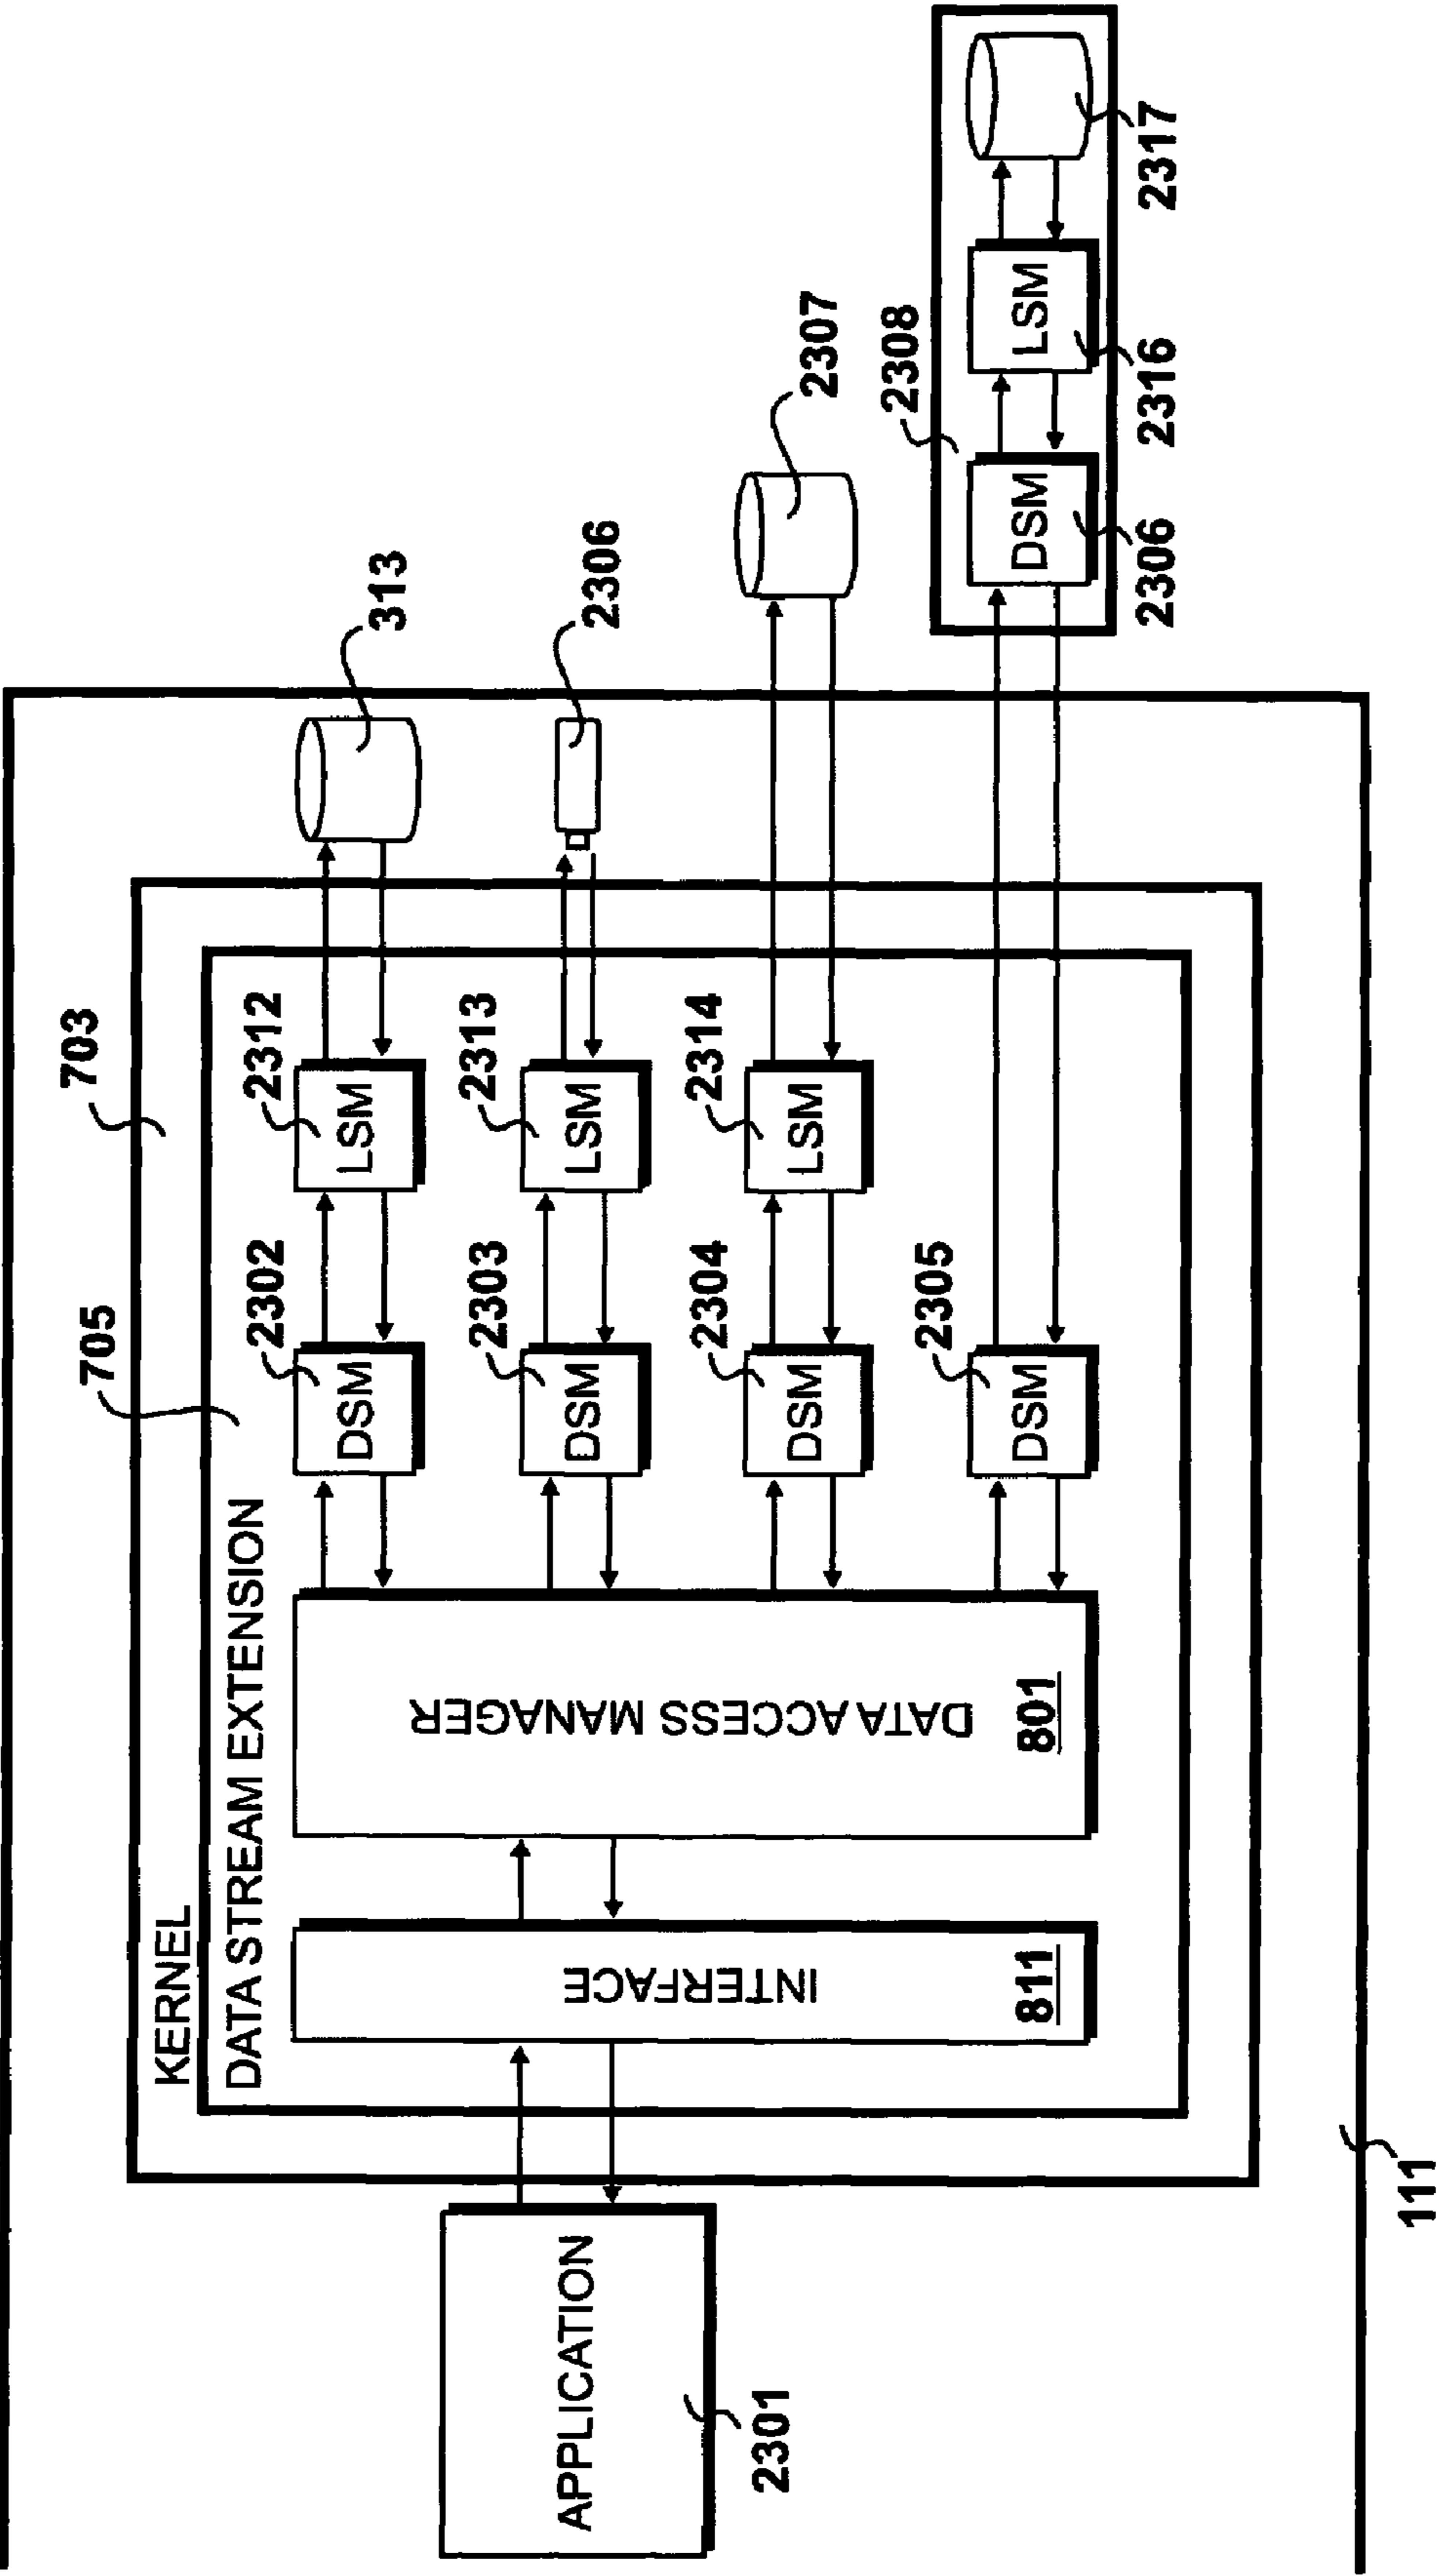 703
705
KERNEL
DATA STREAM EXTENSION
APPLICATION
2301
INTERFACE
811
DATA ACCESS MANAGER
801
DSM
2302
LSM
2312
313
DSM
2303
LSM
2313
2306
DSM
2304
LSM
2314
2307
DSM
2305
2308
DSM
2306
LSM
2316
2317
111